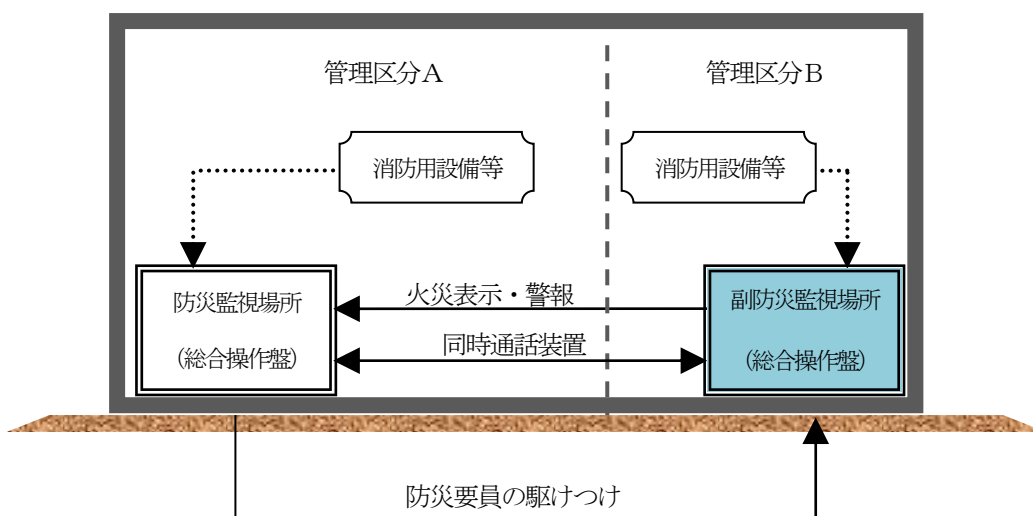 管理区分A
管理区分B
消防用設備等
消防用設備等
防災監視場所
(総合操作盤)
火災表示・警報
同時通話装置
副防災監視場所
(総合操作盤)
防災要員の駆けつけ